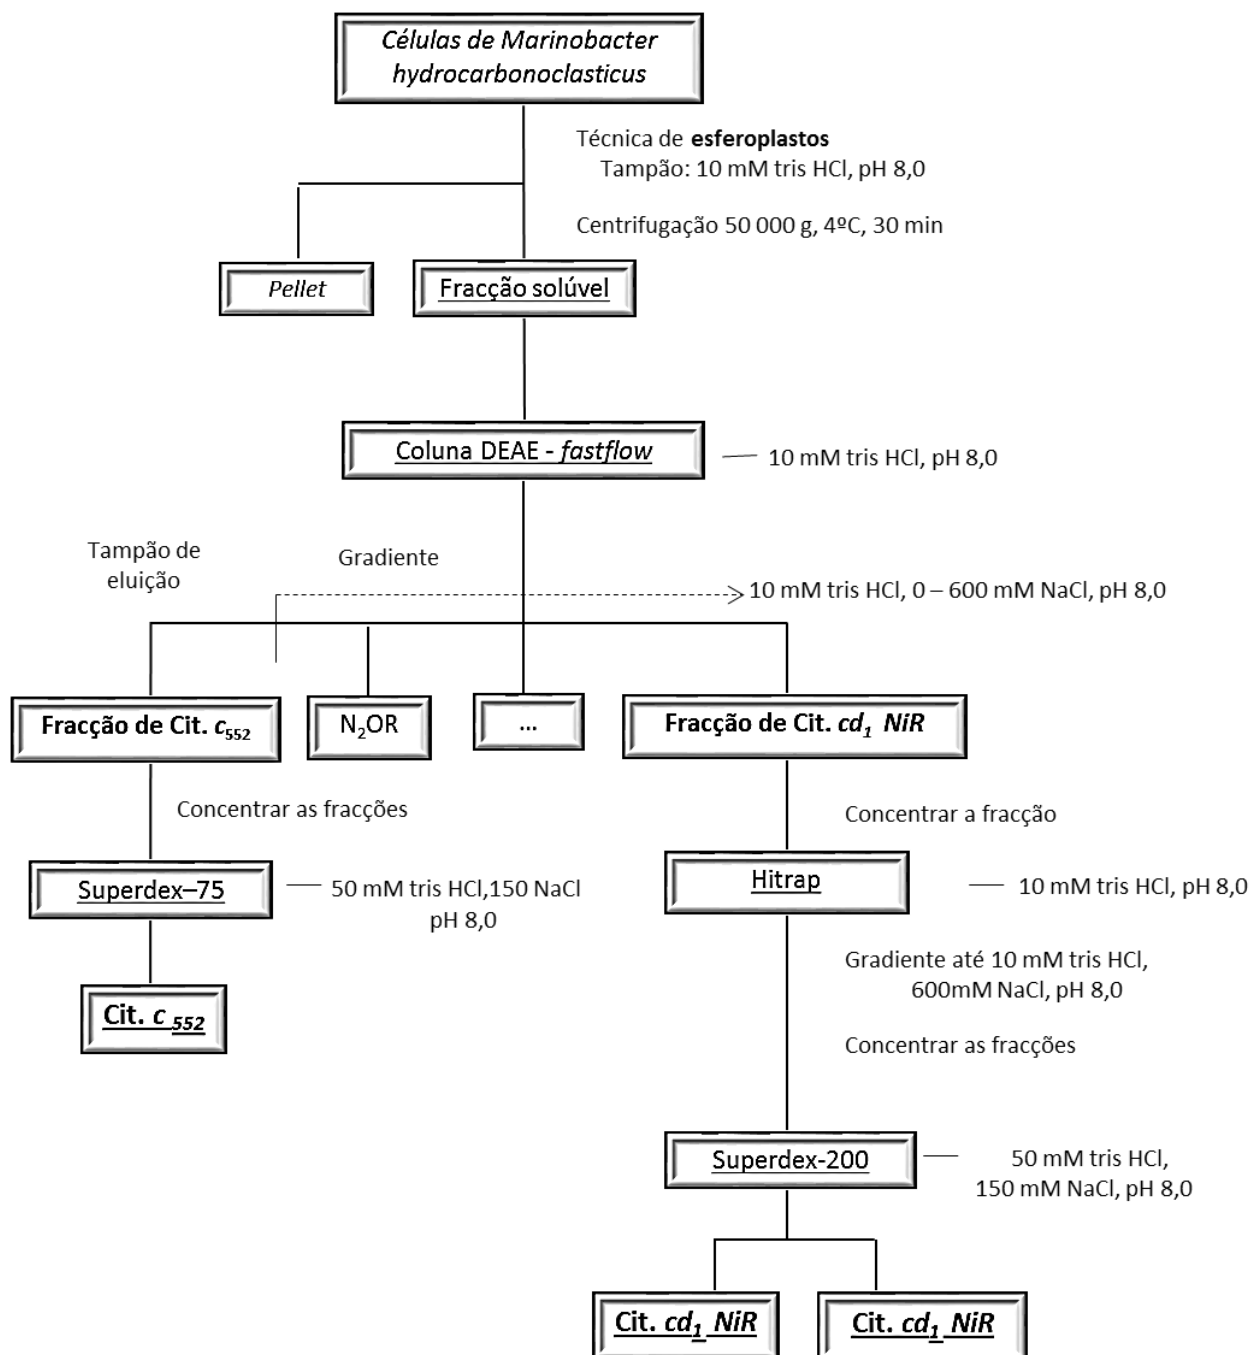 Células de Marinobacter
hydrocarbonoclasticus
Técnica de esferoplastos
Tampão: 10 mM tris HCl, pH 8,0
Centrifugação 50 000 g, 4ºC, 30 min
Pellet
Fracção solúvel
Coluna DEAE - fastflow
10 mM tris HCl, pH 8,0
Tampão de
eluição
Gradiente
10 mM tris HCl, 0 – 600 mM NaCl, pH 8,0
Fracção de Cit. c552
N2OR
...
Fracção de Cit. cd1 NiR
Concentrar as fracções
Concentrar a fracção
Superdex–75
50 mM tris HCl,150 NaCl
pH 8,0
Hitrap
10 mM tris HCl, pH 8,0
Cit. c 552
Gradiente até 10 mM tris HCl,
600mM NaCl, pH 8,0
Concentrar as fracções
Superdex-200
50 mM tris HCl,
150 mM NaCl, pH 8,0
Cit. cd1 NiR
Cit. cd1 NiR